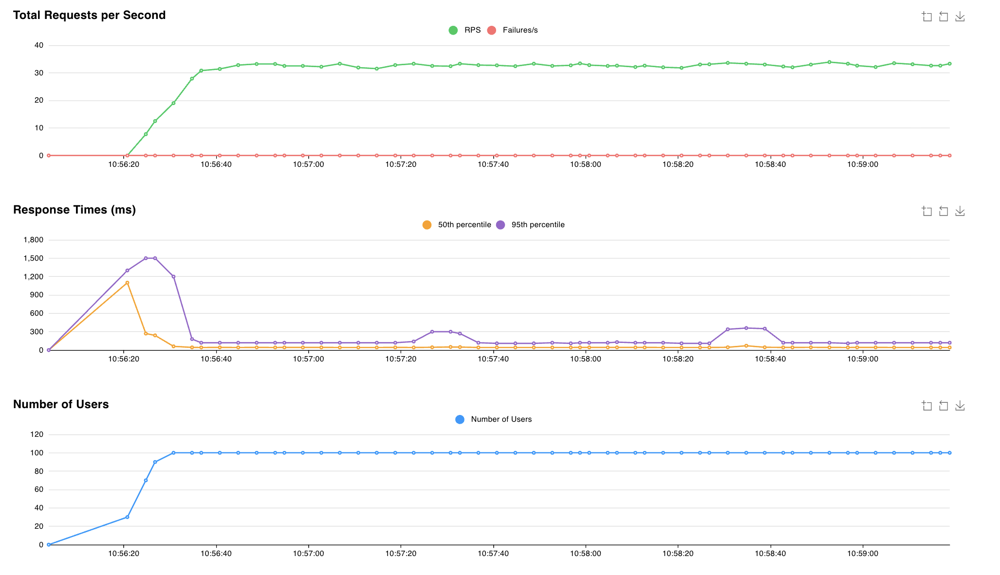 Total Requests per Second
RPS Failures/s
40
30
20
10
0
10:56:20 10:56:40 10:57:00 10:57:20 10:57:40 10:58:00 10:58:20 10:58:40 10:59:00
Response Times (ms)
50th percentile 95th percentile
1,800
1,500
1,200
900
600
300
0
10:56:20 10:56:40 10:57:00 10:57:20 10:57:40 10:58:00 10:58:20 10:58:40 10:59:00
Number of Users
Number of Users
120
100
80
60
40
20
0
10:56:20 10:56:40 10:57:00 10:57:20 10:57:40 10:58:00 10:58:20 10:58:40 10:59:00